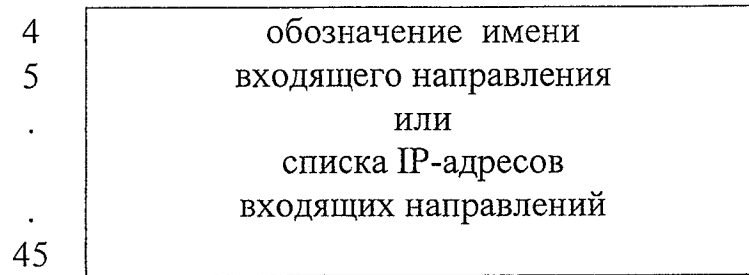 4 обозначение имени
5 входящего направления
. или
списка IP-адресов
. входящих направлений
45